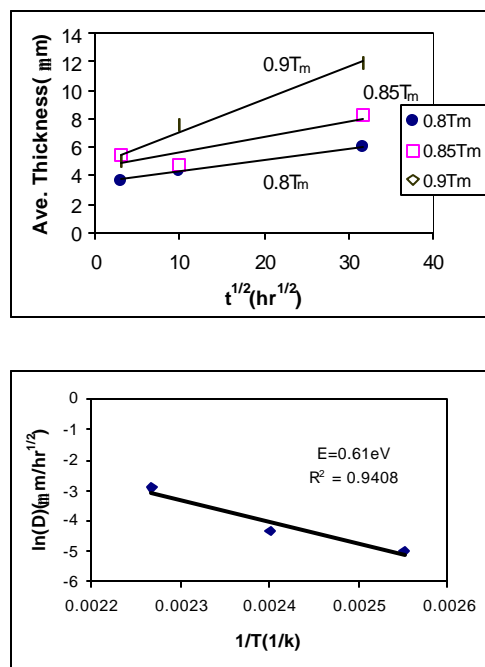 14
12
10
8
6
4
2
0
Ave. Thickness( mm)
0.9Tm
0.85Tm
0.8Tm
0.8Tm
0.85Tm
0.9Tm
0 10 20 30 40
t1/2(hr1/2)
0
-1
-2
-3
-4
-5
-6
ln(D)(mm/hr1/2)
E=0.61eV
R2 = 0.9408
0.0022 0.0023 0.0024 0.0025 0.0026
1/T(1/k)